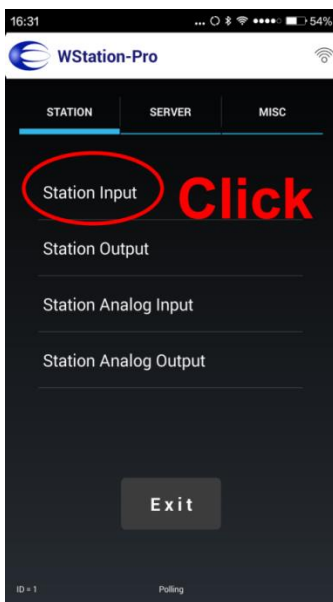 16:31 ... 54%
WStation-Pro
STATION SERVER MISC
Station Input Click
Station Output
Station Analog Input
Station Analog Output
Exit
ID = 1 Polling